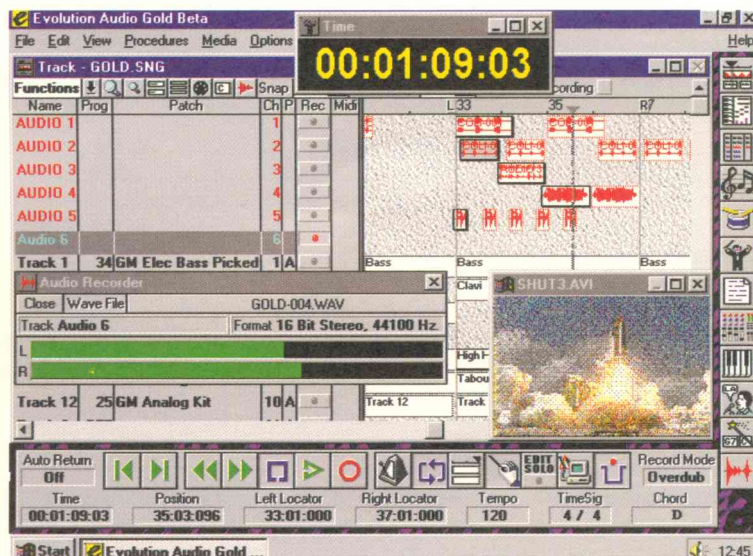 Evolution Audio Gold Beta
File Edit View Procedures Media Options
Help
Time
00:01:09:03
Track - GOLD.SNG
Functions
Snap
cording
Name Prog Patch Ch P Rec Midi
L33 35 R7
AUDIO 1 1
AUDIO 2 2
AUDIO 3 3
AUDIO 4 4
AUDIO 5 5
Audio 6 6
Track 1 34 GM Elec Bass Picked 1 A
Bass Bass Bass
Audio Recorder
Close Wave File GOLD-004.WAV
Track Audio 6 Format 16 Bit Stereo, 44100 Hz.
L
R
Clavi
High H
Tabou
SHUT3.AVI
Track 12 25 GM Analog Kit 10 A
Track 12 Track
Auto Return
Off
EDIT SOLO
Record Mode
Overdub
Time Position Left Locator Right Locator Tempo TimeSig Chord
00:01:09:03 35:03:096 33:01:000 37:01:000 120 4 / 4 D
Start Evolution Audio Gold ... 12:45